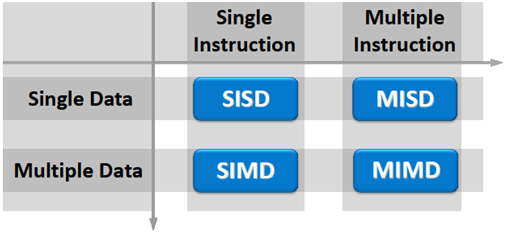 Single
Instruction
Multiple
Instruction
Single Data
SISD
MISD
Multiple Data
SIMD
MIMD